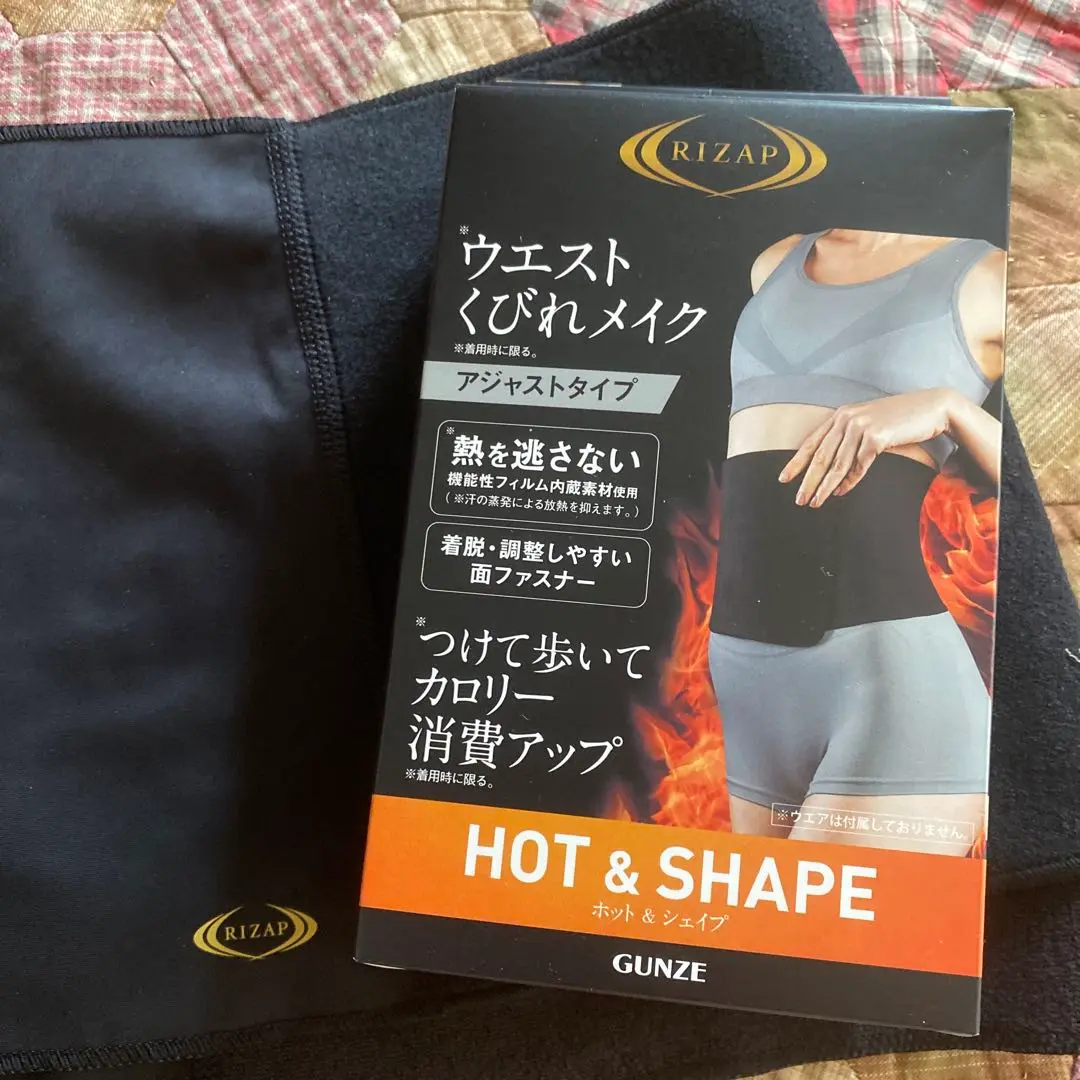 RIZAP
※ウエスト
くびれメイク
※着用時に限る。
アジャストタイプ
※熱を逃さない
機能性フィルム内蔵素材使用
(※汗の蒸発による放熱を抑えます。)
着脱・調整しやすい
面ファスナー
※つけて歩いて
カロリー
消費アップ
※着用時に限る。
※ウエアは付属しておりません。
HOT & SHAPE
ホット & シェイプ
GUNZE
RIZAP